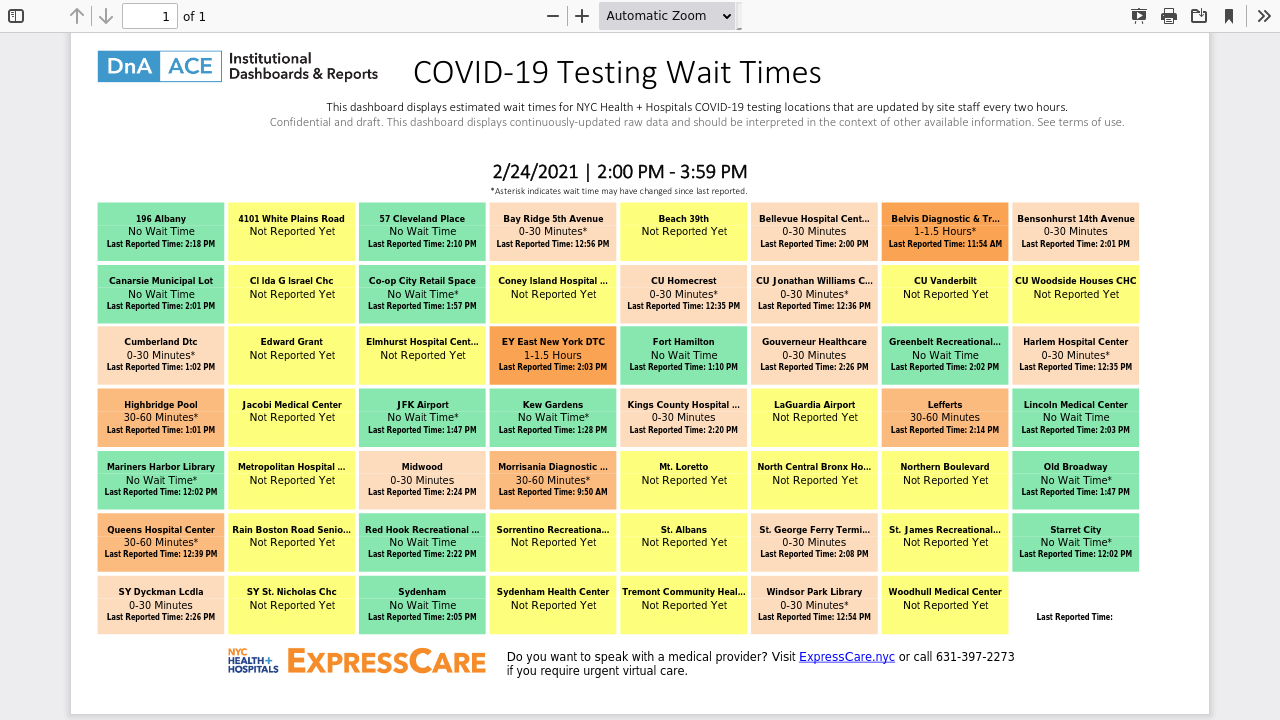 1 of 1 Automatic Zoom
DnA ACE Institutional
Dashboards & Reports
COVID-19 Testing Wait Times
This dashboard displays estimated wait times for NYC Health + Hospitals COVID-19 testing locations that are updated by site staff every two hours.
Confidential and draft. This dashboard displays continuously-updated raw data and should be interpreted in the context of other available information. See terms of use.
2/24/2021 | 2:00 PM - 3:59 PM
*Asterisk indicates wait time may have changed since last reported.
196 Albany
No Wait Time
Last Reported Time: 2:18 PM
4101 White Plains Road
Not Reported Yet
57 Cleveland Place
No Wait Time
Last Reported Time: 2:10 PM
Bay Ridge 5th Avenue
0-30 Minutes*
Last Reported Time: 12:56 PM
Beach 39th
Not Reported Yet
Bellevue Hospital Cent...
0-30 Minutes
Last Reported Time: 2:00 PM
Belvis Diagnostic & Tr...
1-1.5 Hours*
Last Reported Time: 11:54 AM
Bensonhurst 14th Avenue
0-30 Minutes
Last Reported Time: 2:01 PM
Canarsie Municipal Lot
No Wait Time
Last Reported Time: 2:01 PM
CI Ida G Israel Chc
Not Reported Yet
Co-op City Retail Space
No Wait Time*
Last Reported Time: 1:57 PM
Coney Island Hospital ...
Not Reported Yet
CU Homecrest
0-30 Minutes*
Last Reported Time: 12:35 PM
CU Jonathan Williams C...
0-30 Minutes*
Last Reported Time: 12:36 PM
CU Vanderbilt
Not Reported Yet
CU Woodside Houses CHC
Not Reported Yet
Cumberland Dtc
0-30 Minutes*
Last Reported Time: 1:02 PM
Edward Grant
Not Reported Yet
Elmhurst Hospital Cent...
Not Reported Yet
EY East New York DTC
1-1.5 Hours
Last Reported Time: 2:03 PM
Fort Hamilton
No Wait Time
Last Reported Time: 1:10 PM
Gouverneur Healthcare
0-30 Minutes
Last Reported Time: 2:26 PM
Greenbelt Recreational...
No Wait Time
Last Reported Time: 2:02 PM
Harlem Hospital Center
0-30 Minutes*
Last Reported Time: 12:35 PM
Highbridge Pool
30-60 Minutes*
Last Reported Time: 1:01 PM
Jacobi Medical Center
Not Reported Yet
JFK Airport
No Wait Time*
Last Reported Time: 1:47 PM
Kew Gardens
No Wait Time*
Last Reported Time: 1:28 PM
Kings County Hospital ...
0-30 Minutes
Last Reported Time: 2:20 PM
LaGuardia Airport
Not Reported Yet
Lefferts
30-60 Minutes
Last Reported Time: 2:14 PM
Lincoln Medical Center
No Wait Time
Last Reported Time: 2:03 PM
Mariners Harbor Library
No Wait Time*
Last Reported Time: 12:02 PM
Metropolitan Hospital ...
Not Reported Yet
Midwood
0-30 Minutes
Last Reported Time: 2:24 PM
Morrisania Diagnostic ...
30-60 Minutes*
Last Reported Time: 9:50 AM
Mt. Loretto
Not Reported Yet
North Central Bronx Ho...
Not Reported Yet
Northern Boulevard
Not Reported Yet
Old Broadway
No Wait Time*
Last Reported Time: 1:47 PM
Queens Hospital Center
30-60 Minutes*
Last Reported Time: 12:39 PM
Rain Boston Road Senio...
Not Reported Yet
Red Hook Recreational ...
No Wait Time
Last Reported Time: 2:22 PM
Sorrentino Recreationa...
Not Reported Yet
St. Albans
Not Reported Yet
St. George Ferry Termi...
0-30 Minutes
Last Reported Time: 2:08 PM
St. James Recreational...
Not Reported Yet
Starret City
No Wait Time*
Last Reported Time: 12:02 PM
SY Dyckman Lcdla
0-30 Minutes
Last Reported Time: 2:26 PM
SY St. Nicholas Chc
Not Reported Yet
Sydenham
No Wait Time
Last Reported Time: 2:05 PM
Sydenham Health Center
Not Reported Yet
Tremont Community Heal...
Not Reported Yet
Windsor Park Library
0-30 Minutes*
Last Reported Time: 12:54 PM
Woodhull Medical Center
Not Reported Yet
Last Reported Time:
NYC
HEALTH+
HOSPITALS
EXPRESSCARE
Do you want to speak with a medical provider? Visit ExpressCare.nyc or call 631-397-2273
if you require urgent virtual care.